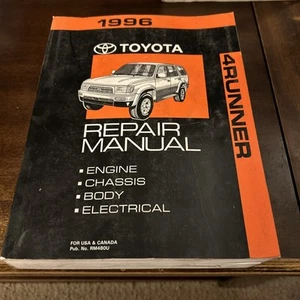 1996
TOYOTA
4RUNNER
REPAIR
MANUAL
▪ ENGINE
▪ CHASSIS
▪ BODY
▪ ELECTRICAL
FOR USA & CANADA
Pub. No. RM480U